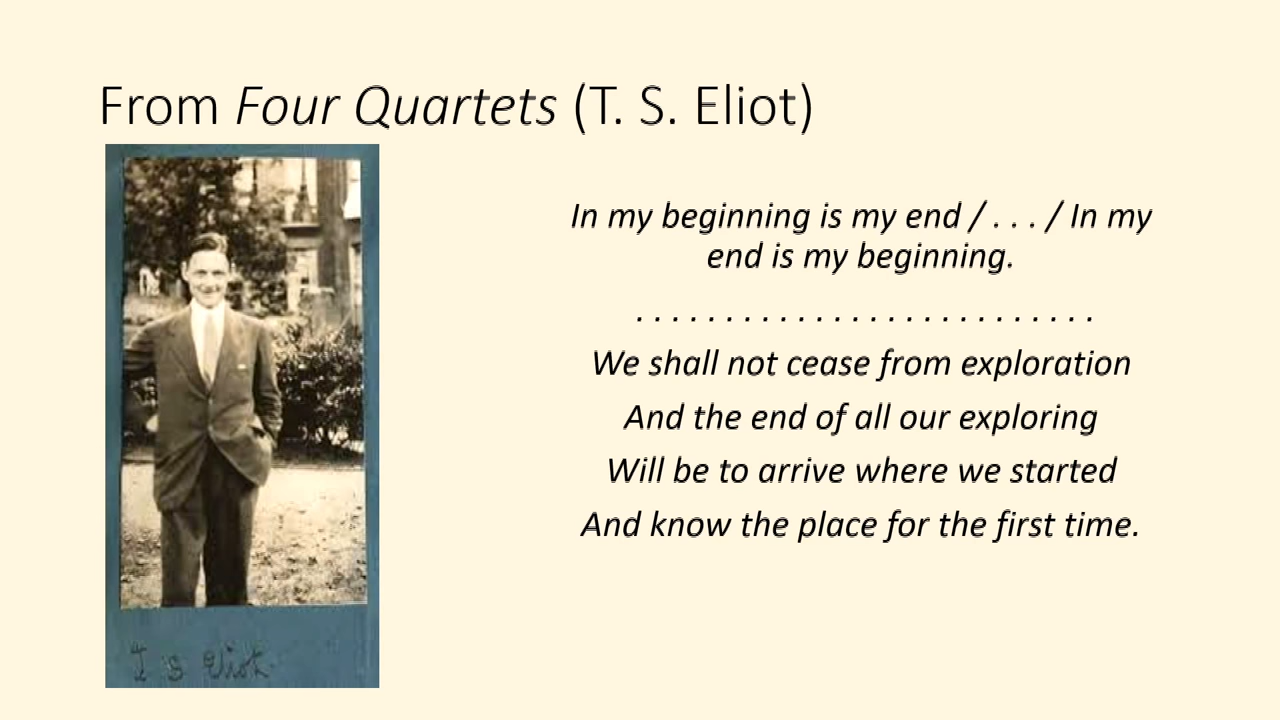 From Four Quartets (T. S. Eliot)
In my beginning is my end / . . . / In my
end is my beginning.
. . . . . . . . . . . . . . . . . . . . . . . . . .
We shall not cease from exploration
And the end of all our exploring
Will be to arrive where we started
And know the place for the first time.
T S Eliot